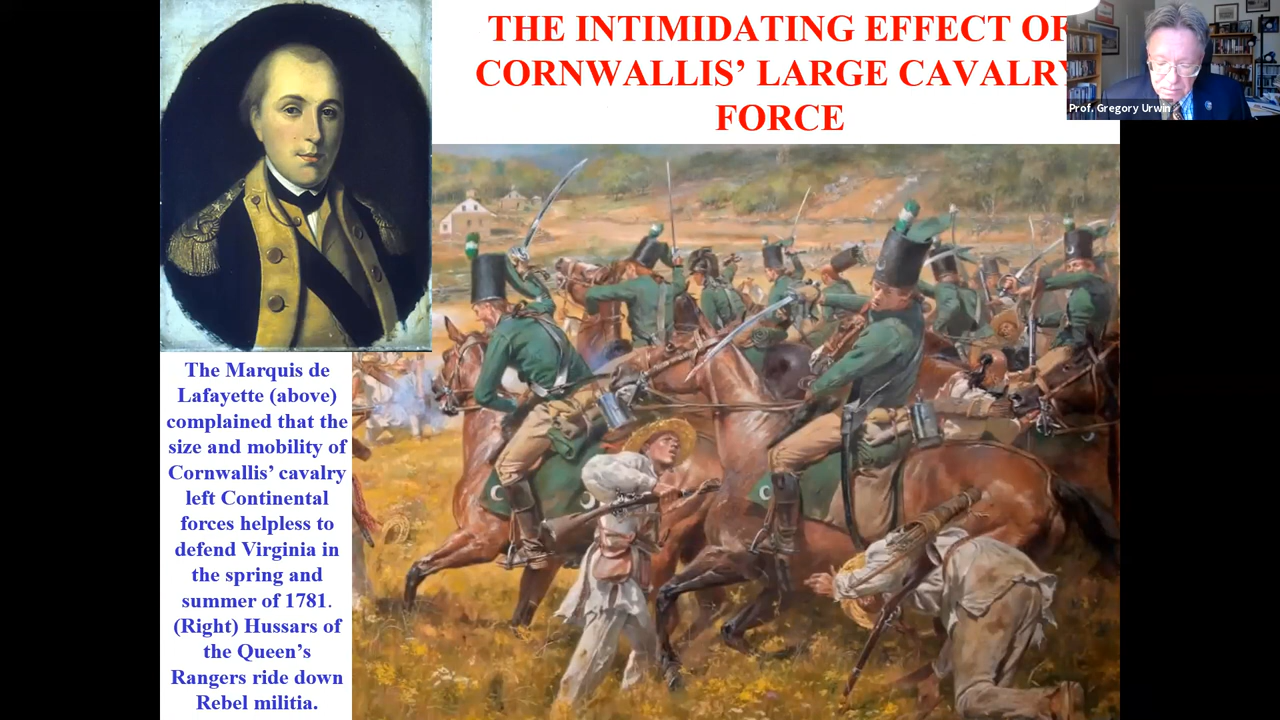 THE INTIMIDATING EFFECT OF
CORNWALLIS’ LARGE CAVALRY
FORCE
Prof. Gregory Urwin
The Marquis de
Lafayette (above)
complained that the
size and mobility of
Cornwallis’ cavalry
left Continental
forces helpless to
defend Virginia in
the spring and
summer of 1781.
(Right) Hussars of
the Queen’s
Rangers ride down
Rebel militia.